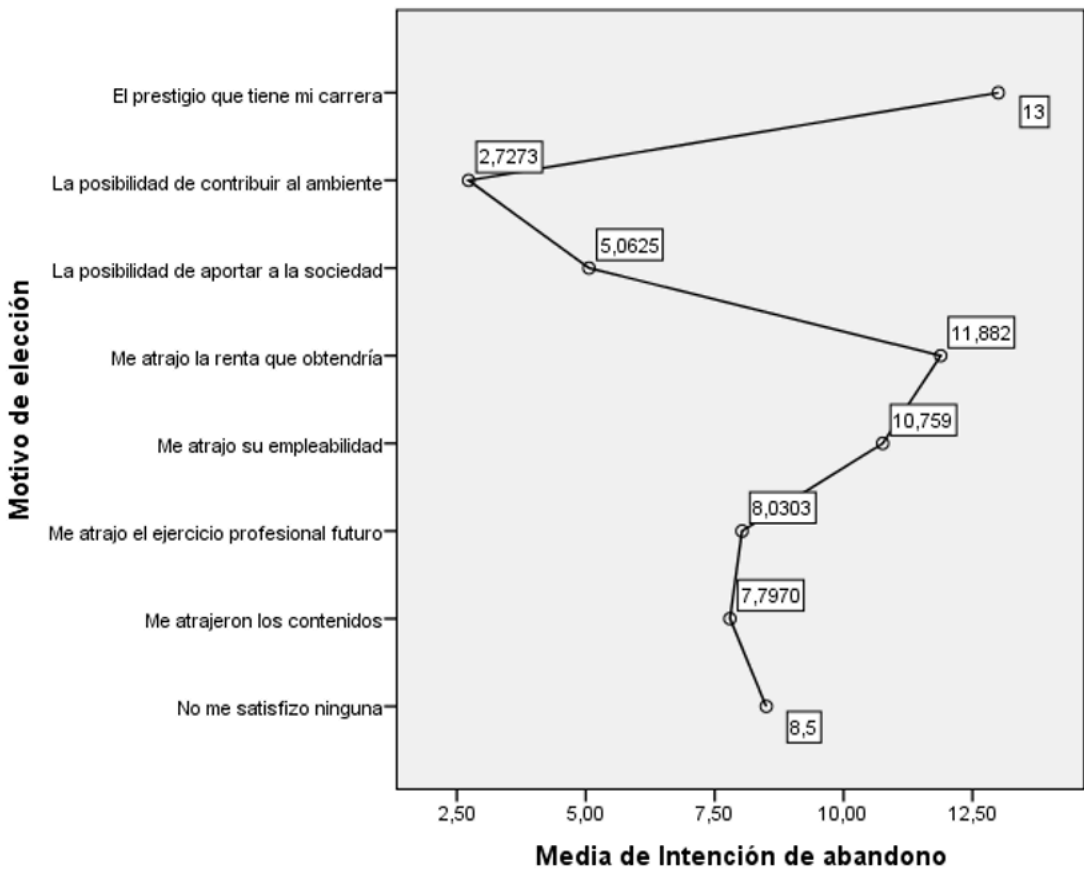 El prestigio que tiene mi carrera
13
2,7273
La posibilidad de contribuir al ambiente
5,0625
La posibilidad de aportar a la sociedad
11,882
Me atrajo la renta que obtendría
10,759
Me atrajo su empleabilidad
8,0303
Me atrajo el ejercicio profesional futuro
7,7970
Me atrajeron los contenidos
No me satisfizo ninguna
8,5
Motivo de elección
2,50 5,00 7,50 10,00 12,50
Media de Intención de abandono